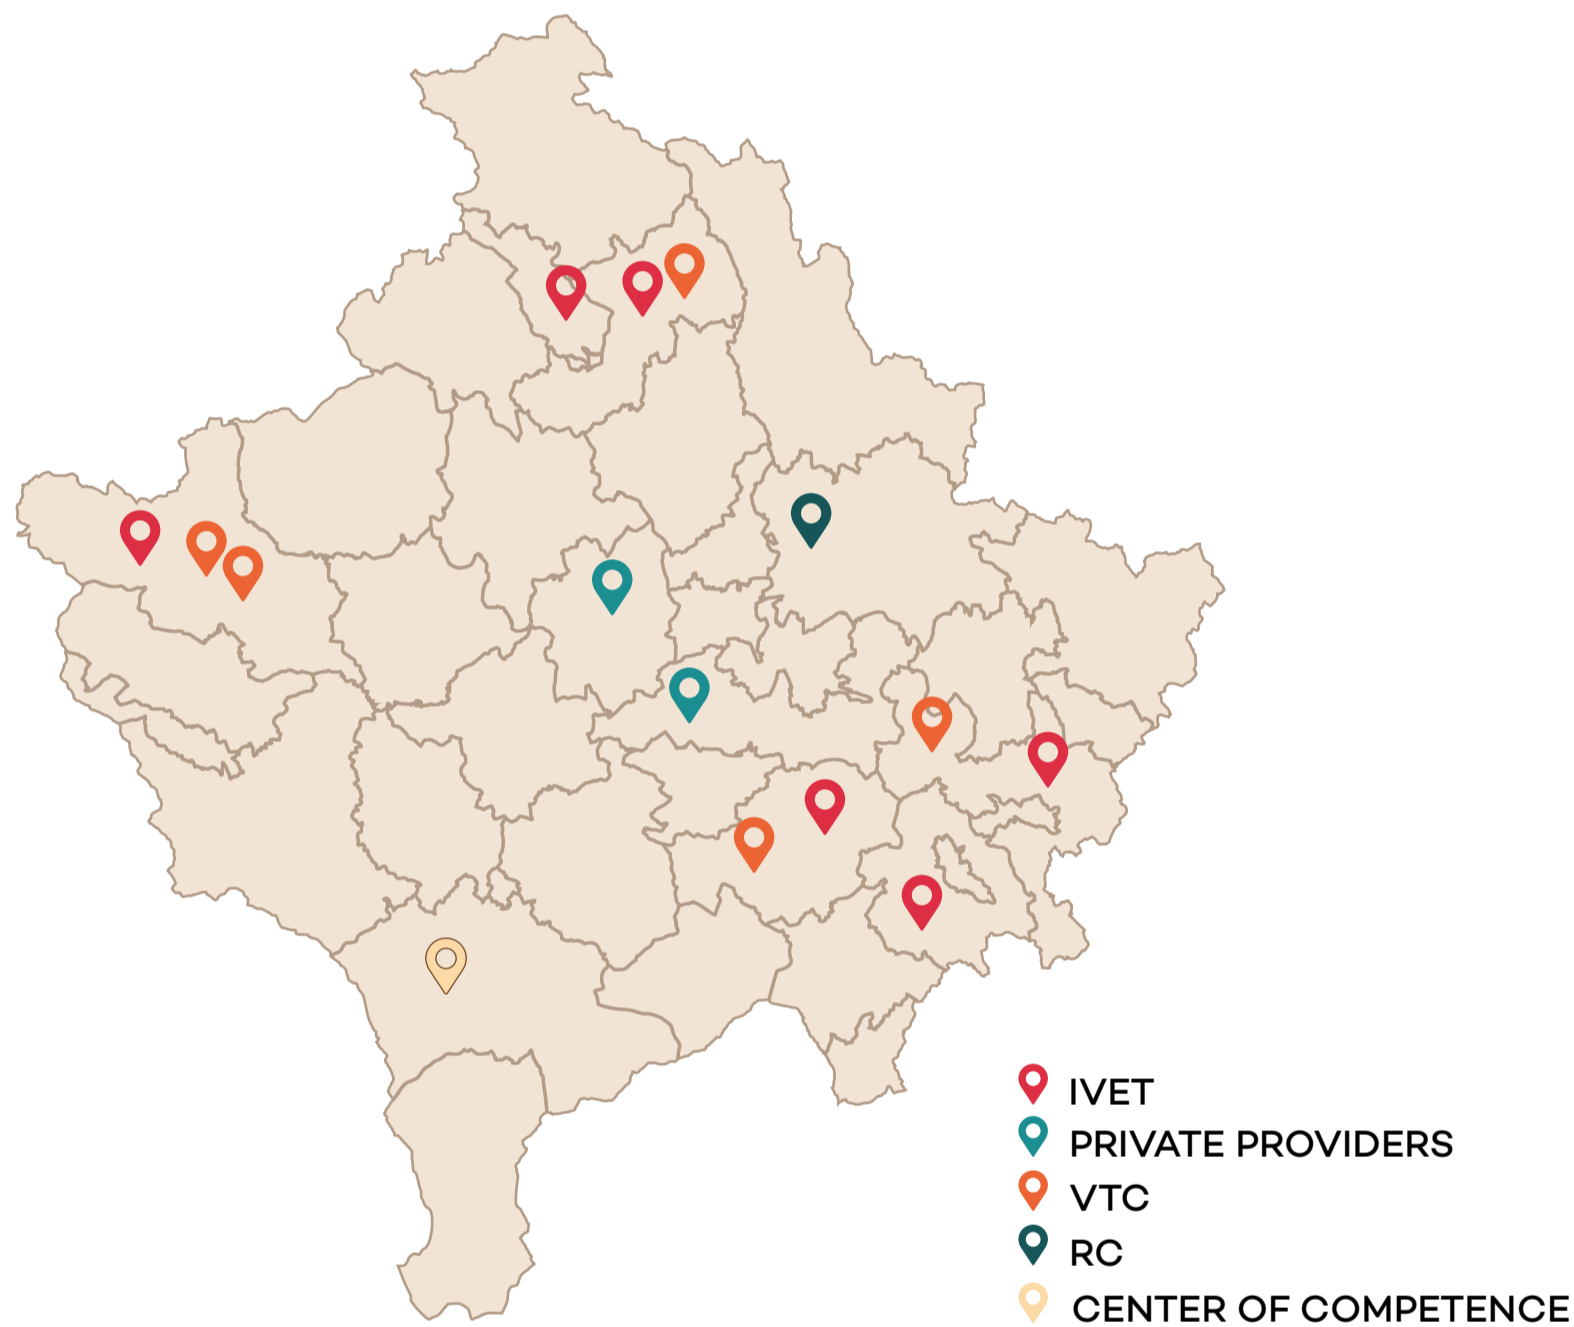 IVET
PRIVATE PROVIDERS
VTC
RC
CENTER OF COMPETENCE